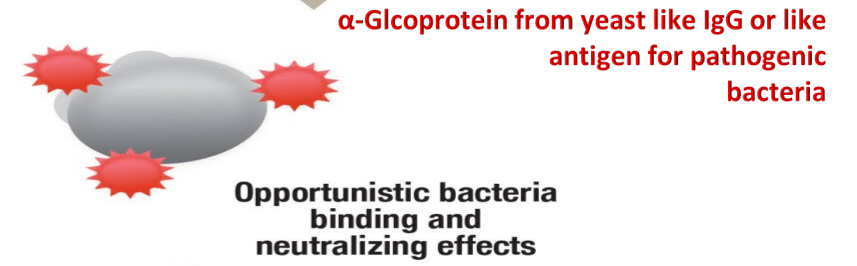 α-Glcoprotein from yeast like IgG or like
antigen for pathogenic
bacteria
Opportunistic bacteria
binding and
neutralizing effects